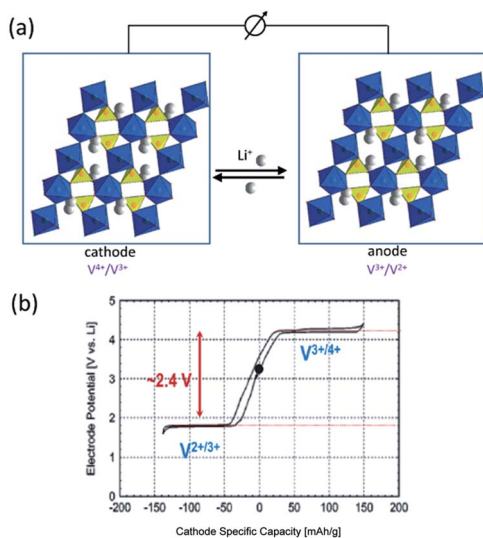 (a)
Li⁺
cathode
V⁴⁺/V³⁺
anode
V³⁺/V²⁺
(b)
Electrode Potential [V vs. Li]
5
4
3
2
1
0
~2.4 V
V³⁺/⁴⁺
V²⁺/³⁺
-200 -150 -100 -50 0 50 100 150 200
Cathode Specific Capacity [mAh/g]